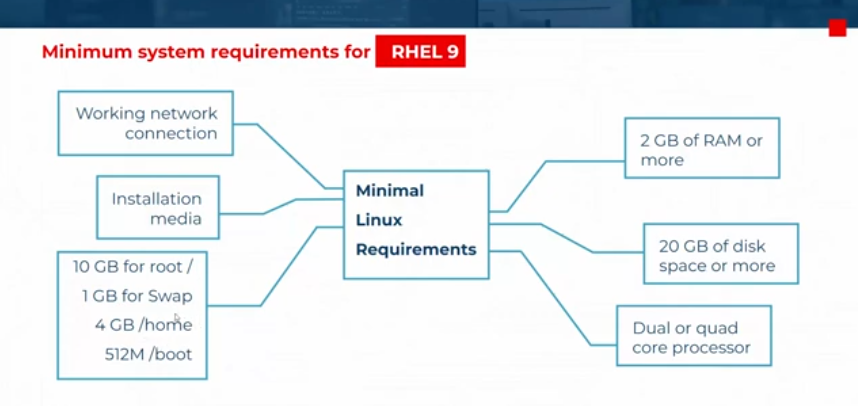 Minimum system requirements for RHEL 9
Working network
connection
Installation
media
10 GB for root /
1 GB for Swap
4 GB /home
512M /boot
Minimal
Linux
Requirements
2 GB of RAM or
more
20 GB of disk
space or more
Dual or quad
core processor